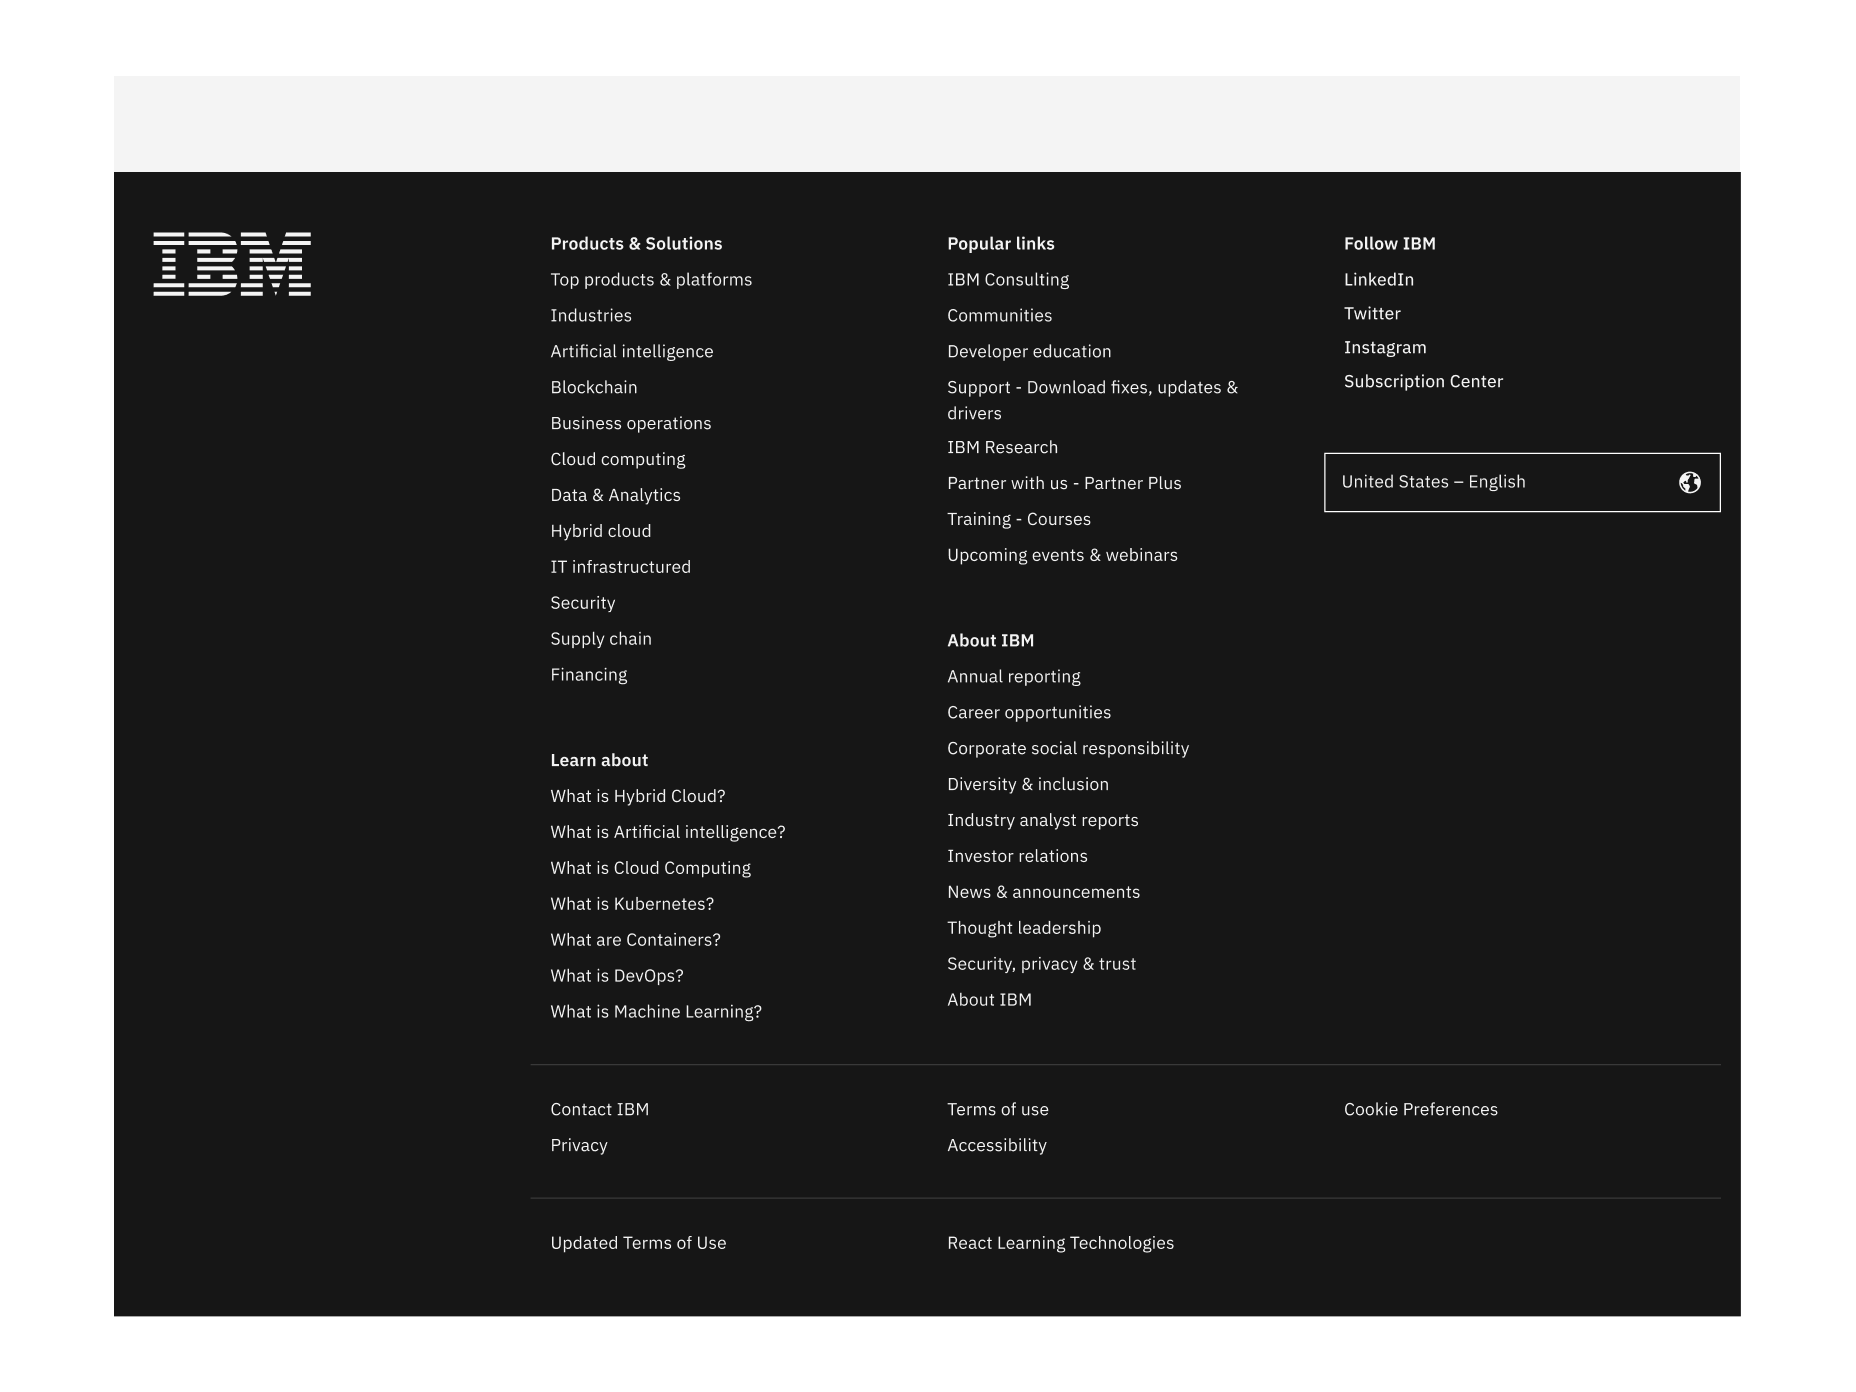 IBM
Products & Solutions
Top products & platforms
Industries
Artificial intelligence
Blockchain
Business operations
Cloud computing
Data & Analytics
Hybrid cloud
IT infrastructured
Security
Supply chain
Financing
Learn about
What is Hybrid Cloud?
What is Artificial intelligence?
What is Cloud Computing
What is Kubernetes?
What are Containers?
What is DevOps?
What is Machine Learning?
Popular links
IBM Consulting
Communities
Developer education
Support - Download fixes, updates &
drivers
IBM Research
Partner with us - Partner Plus
Training - Courses
Upcoming events & webinars
About IBM
Annual reporting
Career opportunities
Corporate social responsibility
Diversity & inclusion
Industry analyst reports
Investor relations
News & announcements
Thought leadership
Security, privacy & trust
About IBM
Follow IBM
LinkedIn
Twitter
Instagram
Subscription Center
United States – English
Contact IBM
Privacy
Terms of use
Accessibility
Cookie Preferences
Updated Terms of Use
React Learning Technologies